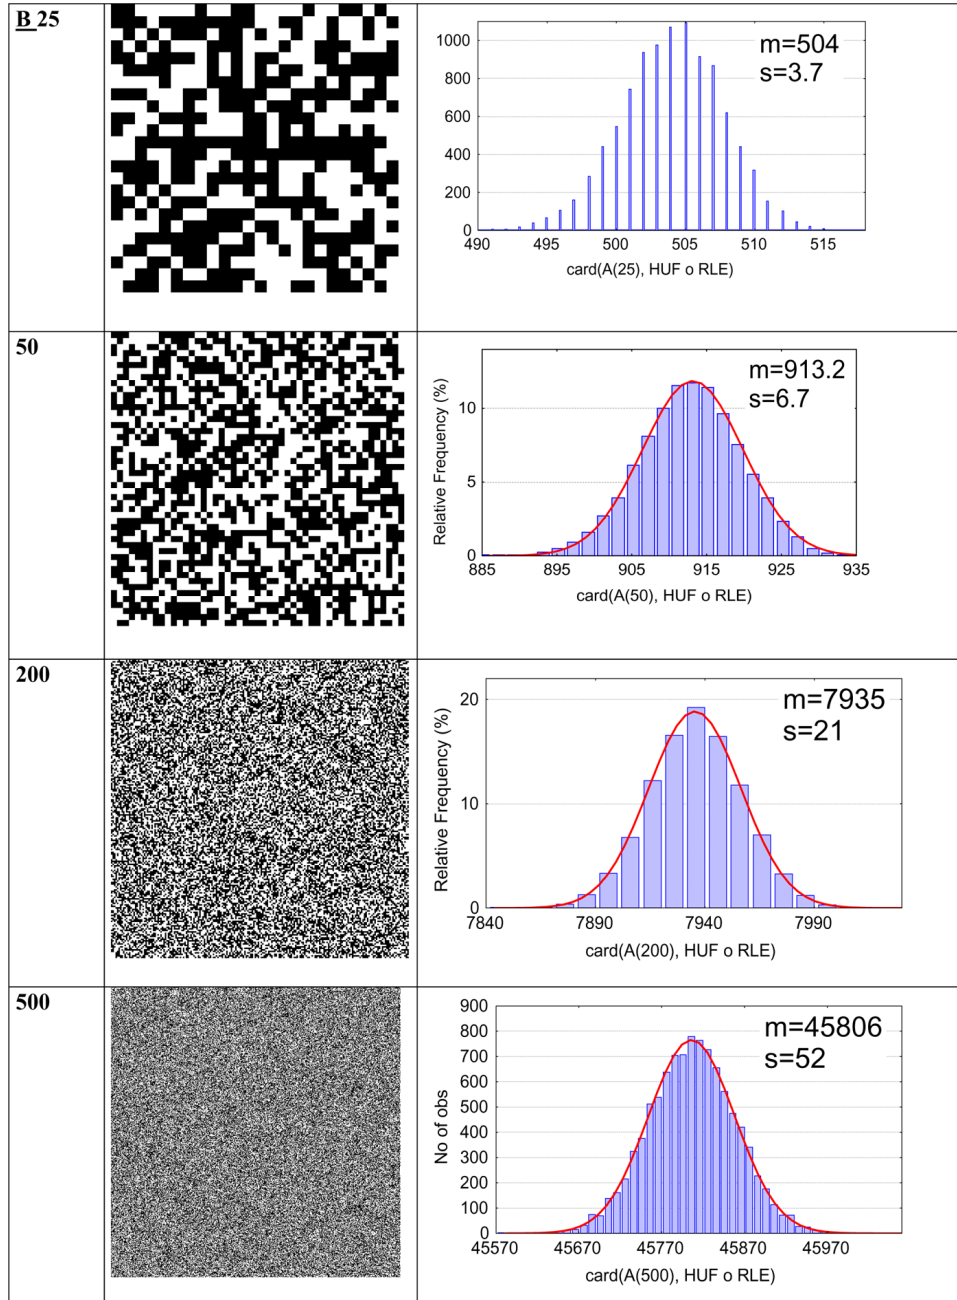 B 25
m=504
s=3.7
1000
800
600
400
200
0
490 495 500 505 510 515
card(A(25), HUF o RLE)
50
m=913.2
s=6.7
Relative Frequency (%)
10
5
0
885 895 905 915 925 935
card(A(50), HUF o RLE)
200
m=7935
s=21
Relative Frequency (%)
20
10
0
7840 7890 7940 7990
card(A(200), HUF o RLE)
500
m=45806
s=52
No of obs
900
800
700
600
500
400
300
200
100
0
45570 45670 45770 45870 45970
card(A(500), HUF o RLE)